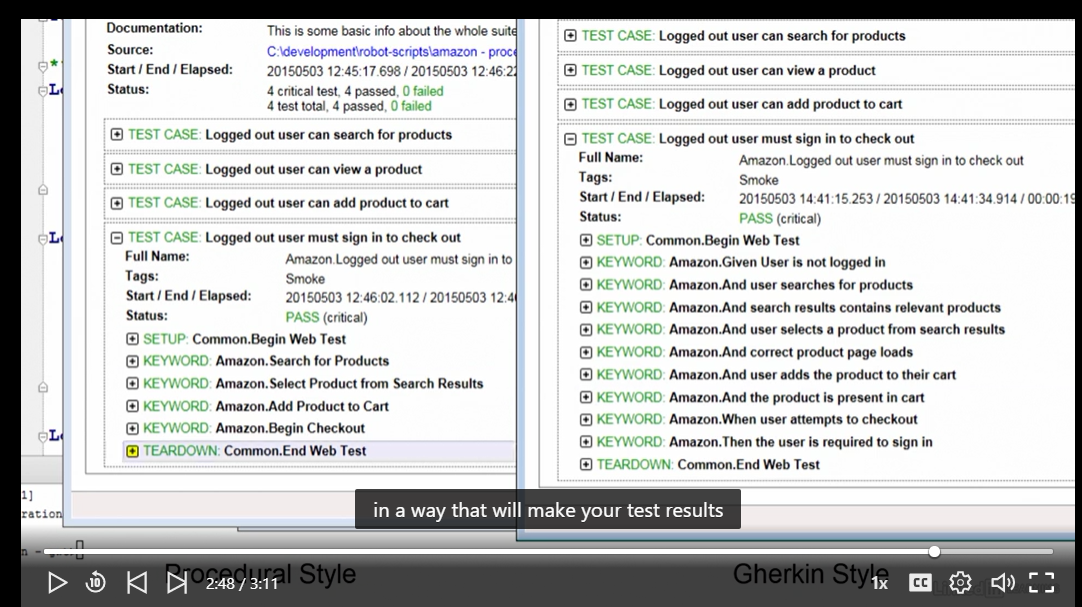 Documentation: This is some basic info about the whole suite
Source: C:\development\robot-scripts\amazon - proce
Start / End / Elapsed: 20150503 12:45:17.698 / 20150503 12:46:22
Status: 4 critical test, 4 passed, 0 failed
4 test total, 4 passed, 0 failed
TEST CASE: Logged out user can search for products
TEST CASE: Logged out user can view a product
TEST CASE: Logged out user can add product to cart
TEST CASE: Logged out user must sign in to check out
Full Name: Amazon.Logged out user must sign in to
Tags: Smoke
Start / End / Elapsed: 20150503 12:46:02.112 / 20150503 12:4
Status: PASS (critical)
SETUP: Common.Begin Web Test
KEYWORD: Amazon.Search for Products
KEYWORD: Amazon.Select Product from Search Results
KEYWORD: Amazon.Add Product to Cart
KEYWORD: Amazon.Begin Checkout
TEARDOWN: Common.End Web Test
TEST CASE: Logged out user can search for products
TEST CASE: Logged out user can view a product
TEST CASE: Logged out user can add product to cart
TEST CASE: Logged out user must sign in to check out
Full Name: Amazon.Logged out user must sign in to check out
Tags: Smoke
Start / End / Elapsed: 20150503 14:41:15.253 / 20150503 14:41:34.914 / 00:00:19
Status: PASS (critical)
SETUP: Common.Begin Web Test
KEYWORD: Amazon.Given User is not logged in
KEYWORD: Amazon.And user searches for products
KEYWORD: Amazon.And search results contains relevant products
KEYWORD: Amazon.And user selects a product from search results
KEYWORD: Amazon.And correct product page loads
KEYWORD: Amazon.And user adds the product to their cart
KEYWORD: Amazon.And the product is present in cart
KEYWORD: Amazon.When user attempts to checkout
KEYWORD: Amazon.Then the user is required to sign in
TEARDOWN: Common.End Web Test
in a way that will make your test results
Procedural Style
Gherkin Style
10
2:48 / 3:11
1x
CC